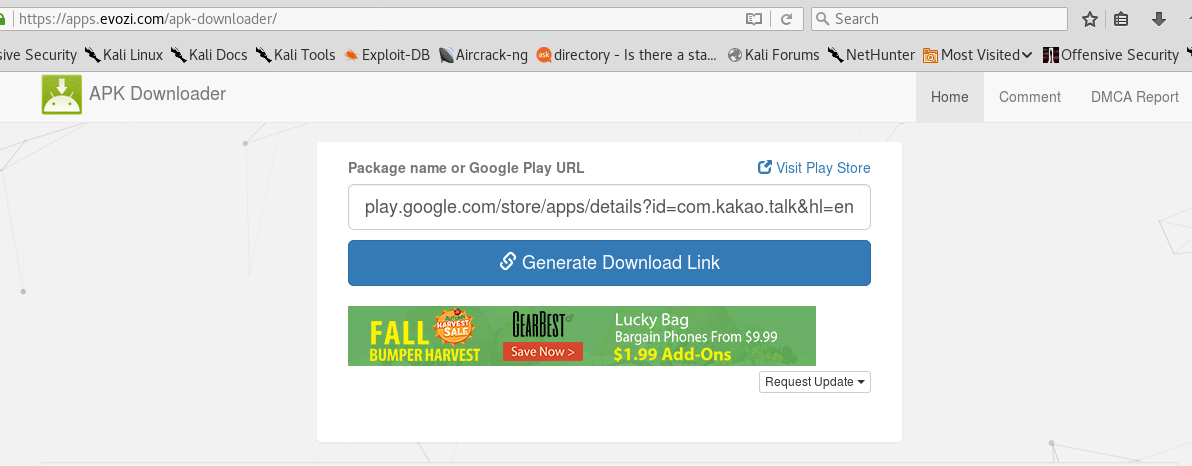 https://apps.evozi.com/apk-downloader/
Search
sive Security Kali Linux Kali Docs Kali Tools Exploit-DB Aircrack-ng directory - Is there a sta... Kali Forums NetHunter Most Visited Offensive Security
APK Downloader
Home Comment DMCA Report
Package name or Google Play URL Visit Play Store
play.google.com/store/apps/details?id=com.kakao.talk&hl=en
Generate Download Link
FALL
BUMPER HARVEST
AUTUMN
HARVEST
SALE
GEARBEST
Save Now >
Lucky Bag
Bargain Phones From $9.99
$1.99 Add-Ons
Request Update